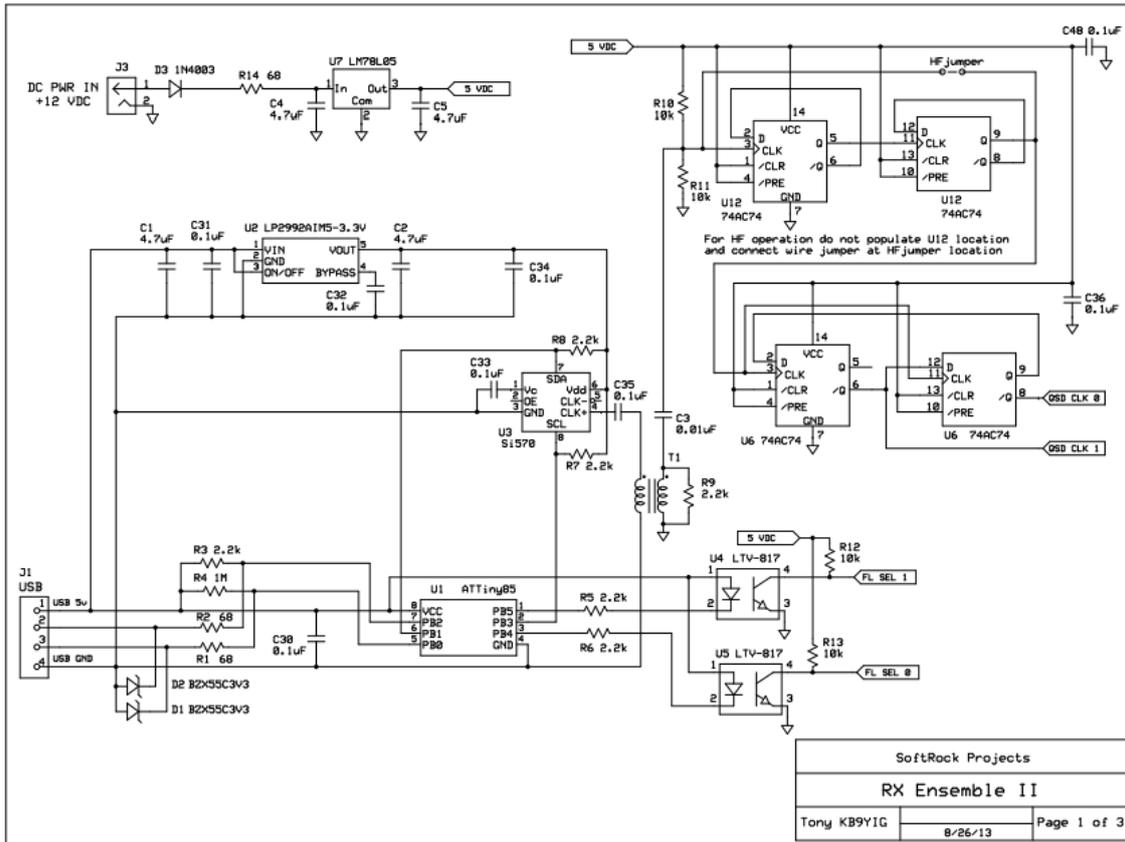 J3
DC PWR IN
+12 VDC
1
2
D3 1N4003
R14 68
C4
4.7uF
U7 LM78L05
1
In
Out
3
Com
2
C5
4.7uF
5 VDC
5 VDC
C48 0.1uF
HFjumper
R10
10k
R11
10k
14
VCC
2
D
3
CLK
1
/CLR
4
/PRE
Q
5
/Q
6
GND
7
U12
74AC74
12
D
11
CLK
13
/CLR
10
/PRE
Q
9
/Q
8
U12
74AC74
For HF operation do not populate U12 location
and connect wire jumper at HFjumper location
C1
4.7uF
C31
0.1uF
U2 LP2992AIM5-3.3V
1
VIN
2
GND
3
ON/OFF
VOUT
5
BYPASS
4
C2
4.7uF
C32
0.1uF
C34
0.1uF
C36
0.1uF
14
VCC
2
D
3
CLK
1
/CLR
4
/PRE
Q
5
/Q
6
GND
7
U6 74AC74
12
D
11
CLK
13
/CLR
10
/PRE
Q
9
/Q
8
U6 74AC74
QSD CLK 0
QSD CLK 1
R8 2.2k
C33
0.1uF
7
SDA
1
Vc
2
OE
3
GND
Vdd
6
CLK-
5
CLK+
4
SCL
8
U3
Si570
C35
0.1uF
R7 2.2k
C3
0.01uF
T1
R9
2.2k
J1
USB
1
2
3
4
USB 5v
USB GND
R3 2.2k
R4 1M
R2 68
R1 68
D2 BZX55C3V3
D1 BZX55C3V3
C30
0.1uF
U1 ATTiny85
8
VCC
7
PB2
6
PB1
5
PB0
PB5
1
PB3
2
PB4
3
GND
4
R5 2.2k
R6 2.2k
5 VDC
U4 LTV-817
1
2
4
3
R12
10k
FL SEL 1
R13
10k
U5 LTV-817
1
2
4
3
FL SEL 0
SoftRock Projects
RX Ensemble II
Tony KB9YIG
8/26/13
Page 1 of 3